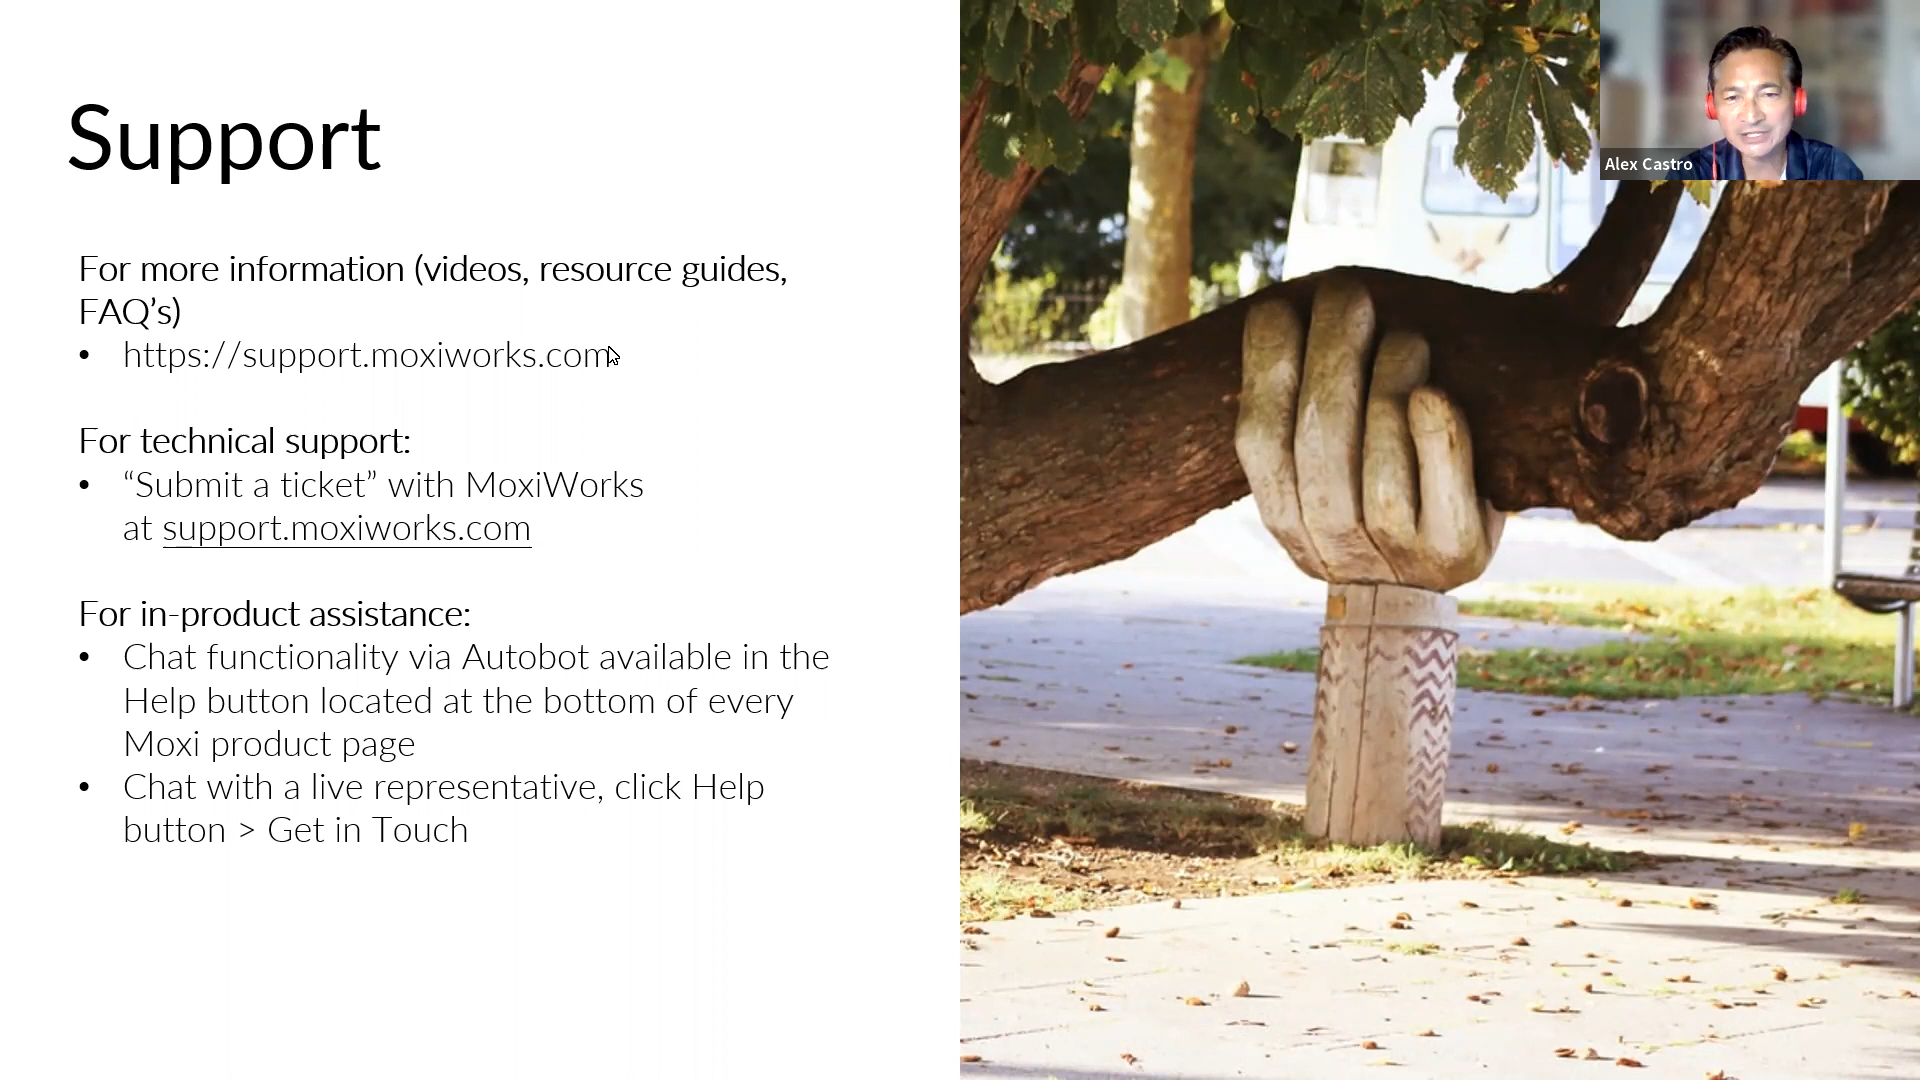 Support
For more information (videos, resource guides,
FAQ’s)
• https://support.moxiworks.com
For technical support:
• “Submit a ticket” with MoxiWorks
at support.moxiworks.com
For in-product assistance:
• Chat functionality via Autobot available in the
Help button located at the bottom of every
Moxi product page
• Chat with a live representative, click Help
button > Get in Touch
Alex Castro